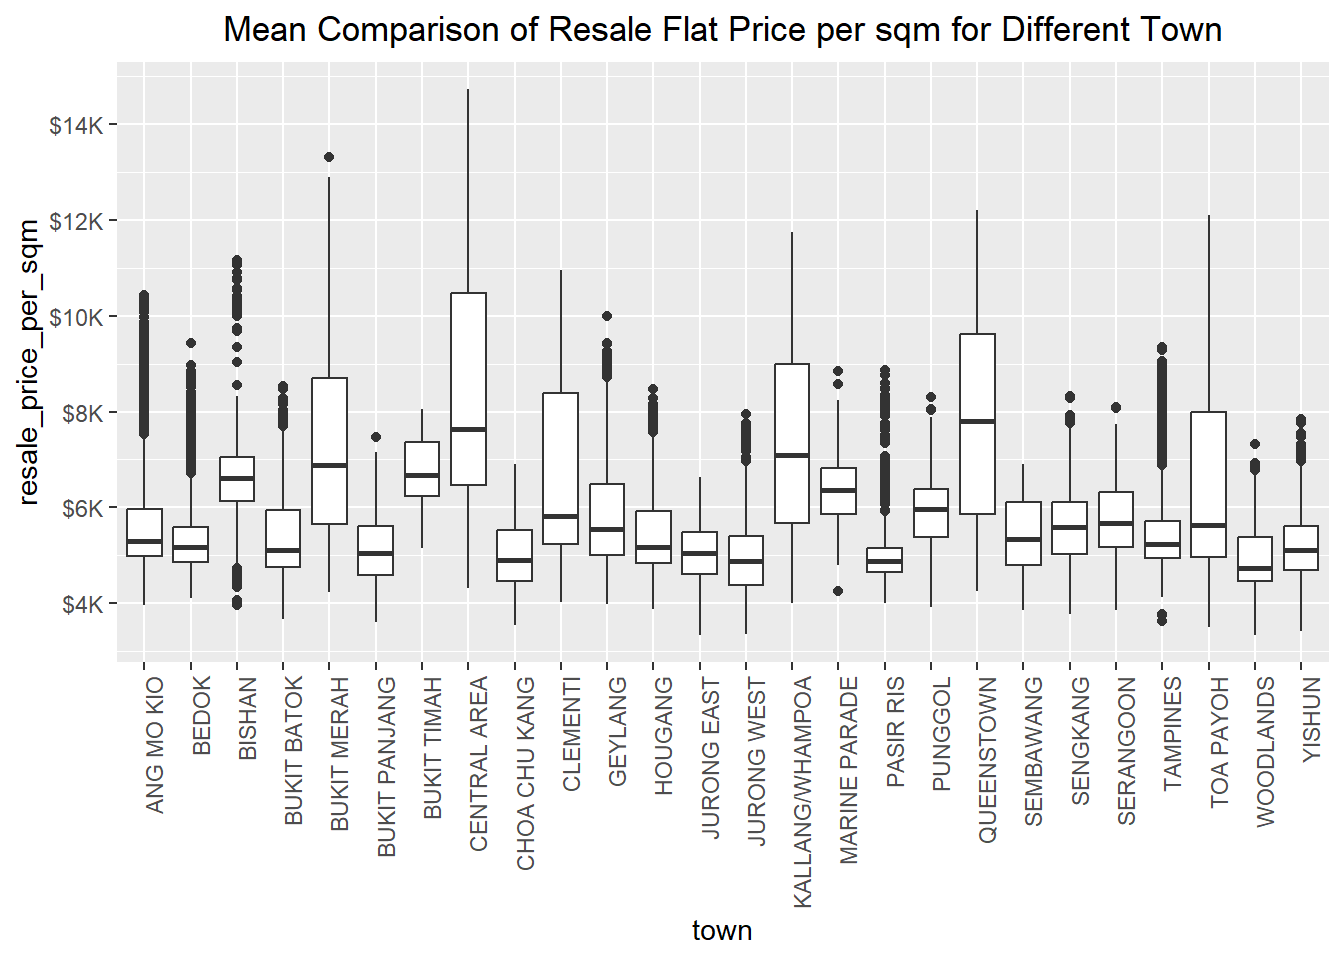 Mean Comparison of Resale Flat Price per sqm for Different Town
resale_price_per_sqm
$14K
$12K
$10K
$8K
$6K
$4K
ANG MO KIO
BEDOK
BISHAN
BUKIT BATOK
BUKIT MERAH
BUKIT PANJANG
BUKIT TIMAH
CENTRAL AREA
CHOA CHU KANG
CLEMENTI
GEYLANG
HOUGANG
JURONG EAST
JURONG WEST
KALLANG/WHAMPOA
MARINE PARADE
PASIR RIS
PUNGGOL
QUEENSTOWN
SEMBAWANG
SENGKANG
SERANGOON
TAMPINES
TOA PAYOH
WOODLANDS
YISHUN
town